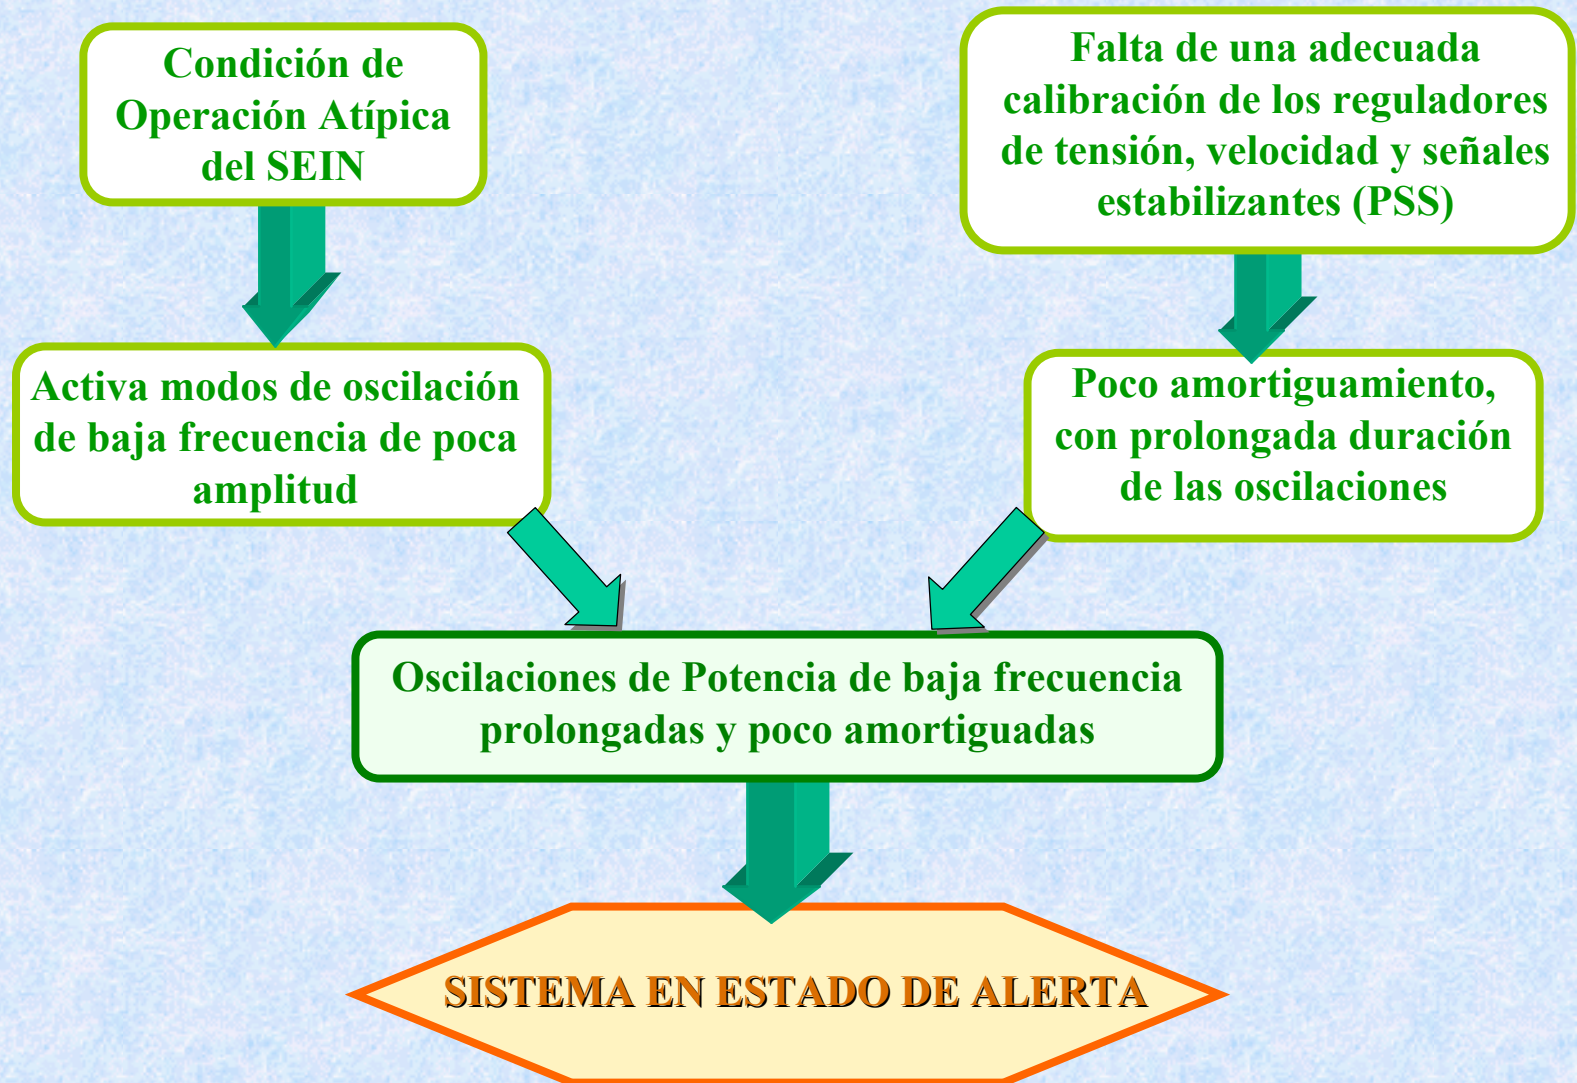 Condición de
Operación Atípica
del SEIN
Falta de una adecuada
calibración de los reguladores
de tensión, velocidad y señales
estabilizantes (PSS)
Activa modos de oscilación
de baja frecuencia de poca
amplitud
Poco amortiguamiento,
con prolongada duración
de las oscilaciones
Oscilaciones de Potencia de baja frecuencia
prolongadas y poco amortiguadas
SISTEMA EN ESTADO DE ALERTA